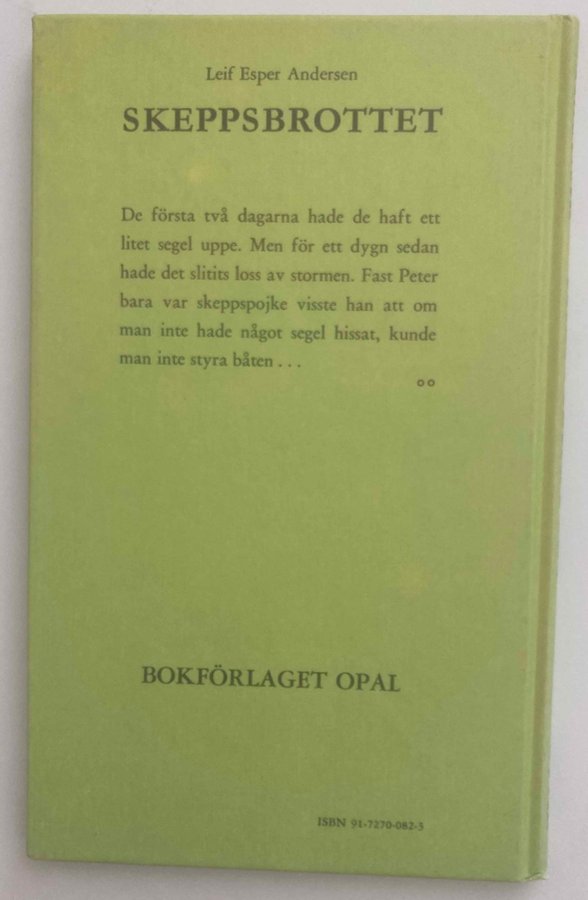 Leif Esper Andersen
SKEPPSBROTTET
De första två dagarna hade de haft ett
litet segel uppe. Men för ett dygn sedan
hade det slitits loss av stormen. Fast Peter
bara var skeppspojke visste han att om
man inte hade något segel hissat, kunde
man inte styra båten . . .
oo
BOKFÖRLAGET OPAL
ISBN 91-7270-082-5